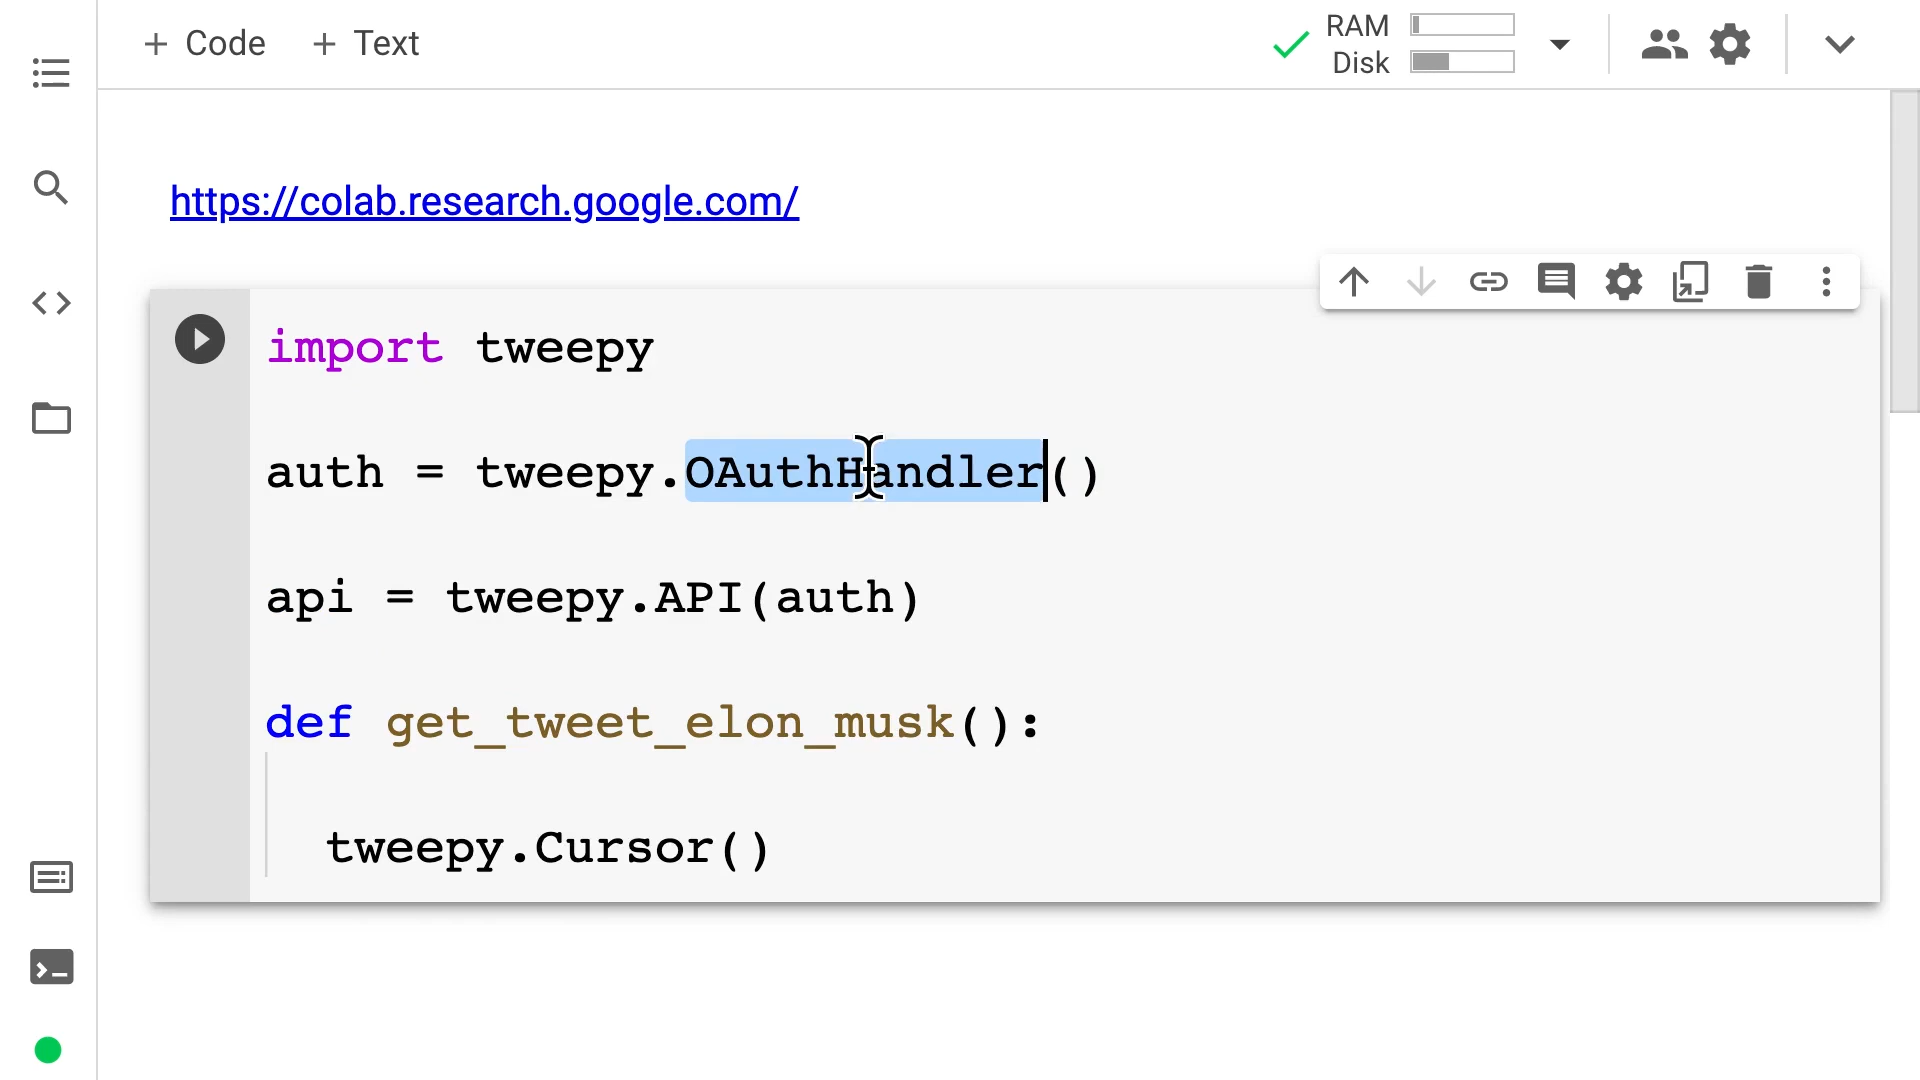 + Code + Text
RAM
Disk
https://colab.research.google.com/
import tweepy
auth = tweepy.OAuthHandler()
api = tweepy.API(auth)
def get_tweet_elon_musk():
tweepy.Cursor()